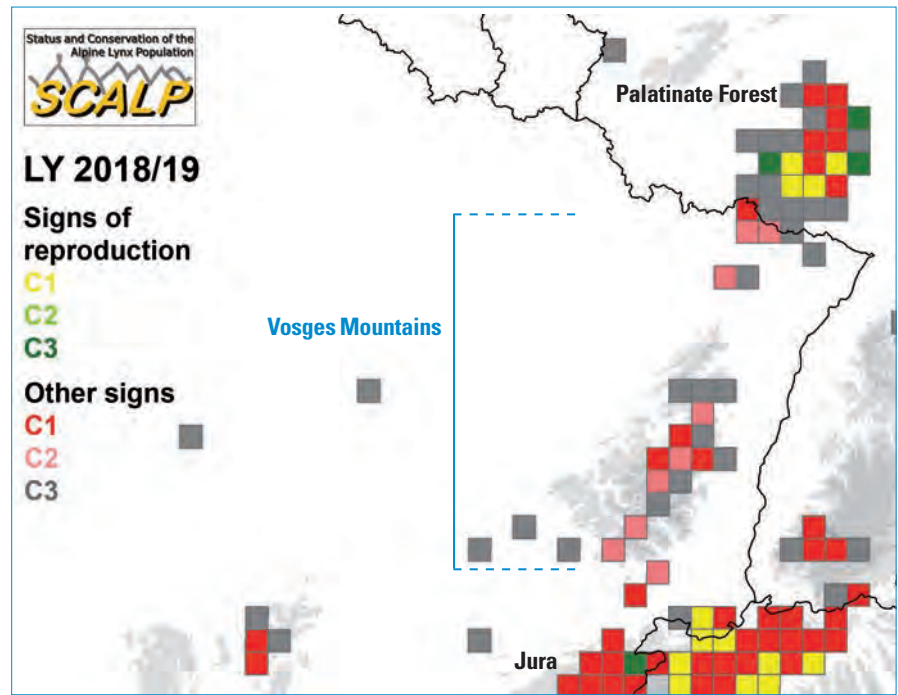 Status and Conservation of the
Alpine Lynx Population
SCALP
LY 2018/19
Signs of
reproduction
C1
C2
C3
Other signs
C1
C2
C3
Palatinate Forest
Vosges Mountains
Jura